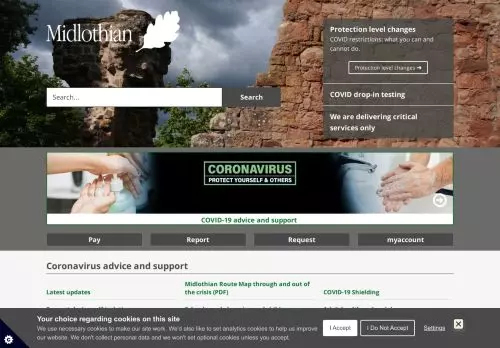 Midlothian
Protection level changes
COVID restrictions: what you can and
cannot do.
Protection level changes ➔
Search...
Search
COVID drop-in testing
We are delivering critical
services only
CORONAVIRUS
PROTECT YOURSELF & OTHERS
COVID-19 advice and support
Pay
Report
Request
myaccount
Coronavirus advice and support
Latest updates
Midlothian Route Map through and out of
the crisis (PDF)
COVID-19 Shielding
Your choice regarding cookies on this site
We use necessary cookies to make our site work. We'd also like to set analytics cookies to help us improve
our website. We don't collect personal data and we won't set optional cookies unless you accept.
I Accept
I Do Not Accept
Settings